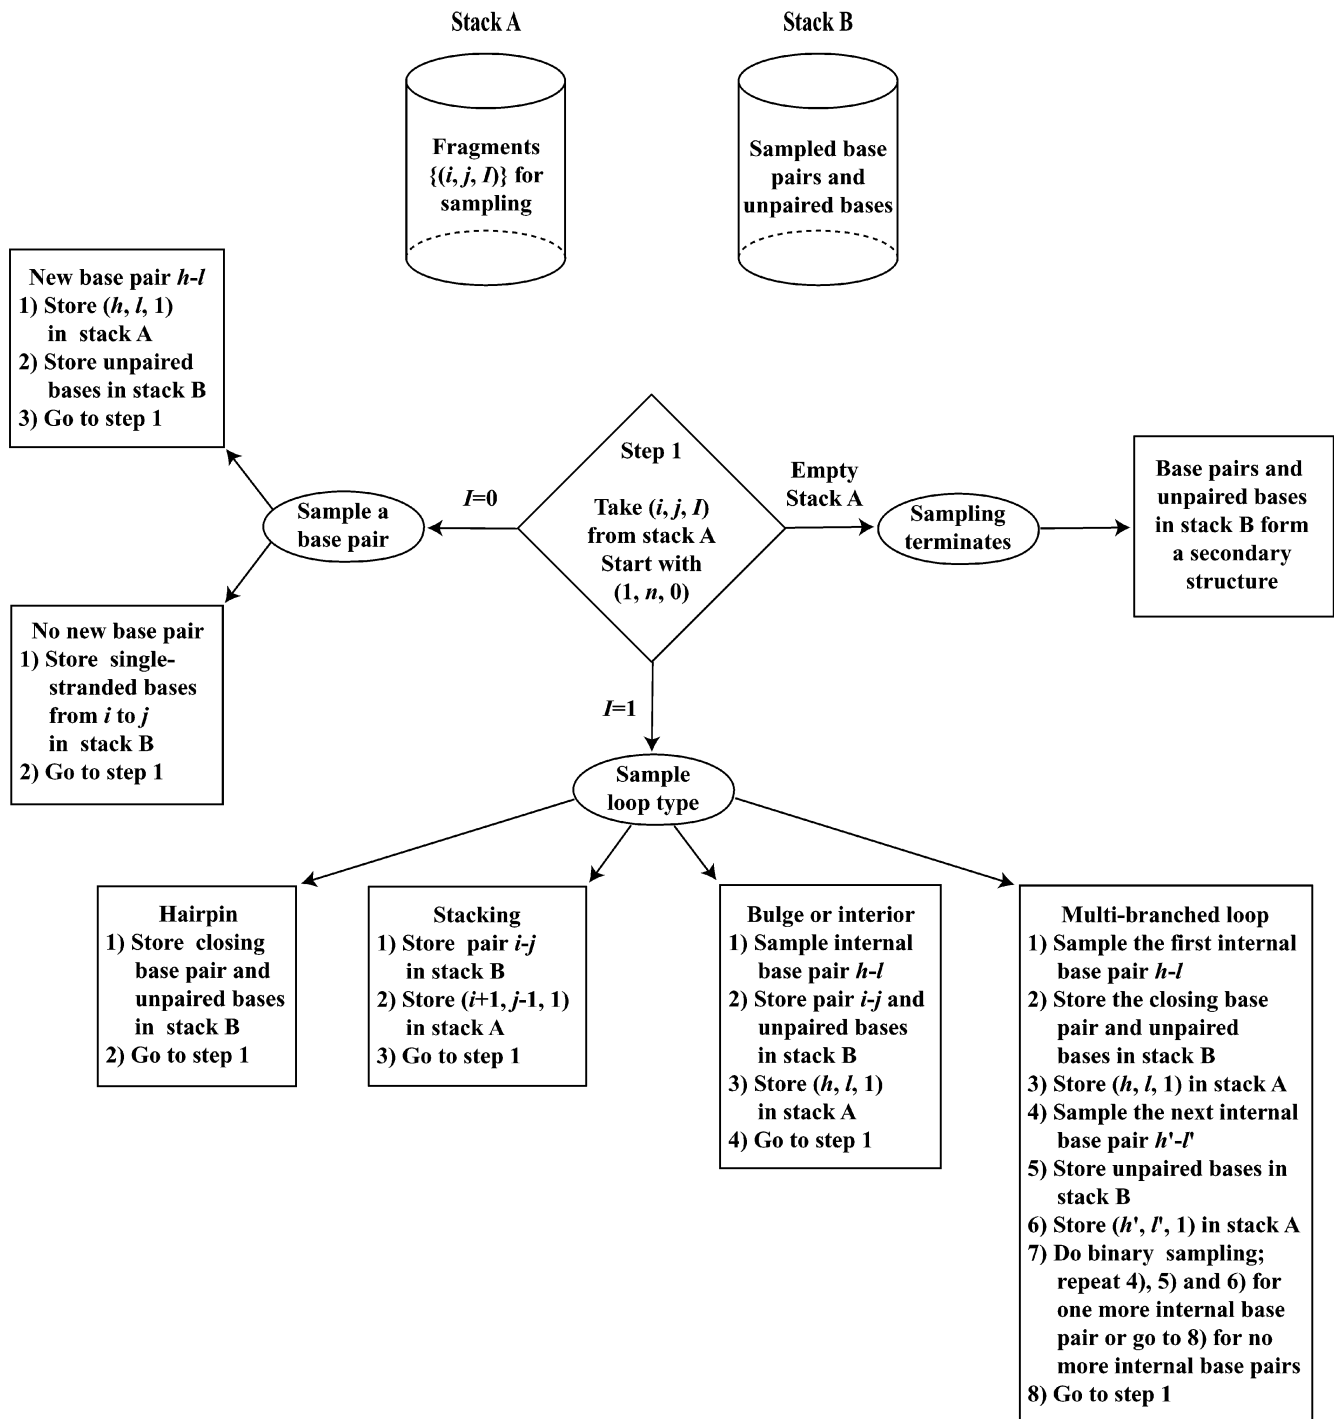 Stack A
Stack B
Fragments
{(i, j, I)} for
sampling
Sampled base
pairs and
unpaired bases
New base pair h-l
1) Store (h, l, 1)
in stack A
2) Store unpaired
bases in stack B
3) Go to step 1
Step 1
Take (i, j, I)
from stack A
Start with
(1, n, 0)
I=0
Sample a
base pair
Empty
Stack A
Sampling
terminates
Base pairs and
unpaired bases
in stack B form
a secondary
structure
No new base pair
1) Store single-
stranded bases
from i to j
in stack B
2) Go to step 1
I=1
Sample
loop type
Hairpin
1) Store closing
base pair and
unpaired bases
in stack B
2) Go to step 1
Stacking
1) Store pair i-j
in stack B
2) Store (i+1, j-1, 1)
in stack A
3) Go to step 1
Bulge or interior
1) Sample internal
base pair h-l
2) Store pair i-j and
unpaired bases
in stack B
3) Store (h, l, 1)
in stack A
4) Go to step 1
Multi-branched loop
1) Sample the first internal
base pair h-l
2) Store the closing base
pair and unpaired
bases in stack B
3) Store (h, l, 1) in stack A
4) Sample the next internal
base pair h'-l'
5) Store unpaired bases in
stack B
6) Store (h', l', 1) in stack A
7) Do binary sampling;
repeat 4), 5) and 6) for
one more internal base
pair or go to 8) for no
more internal base pairs
8) Go to step 1